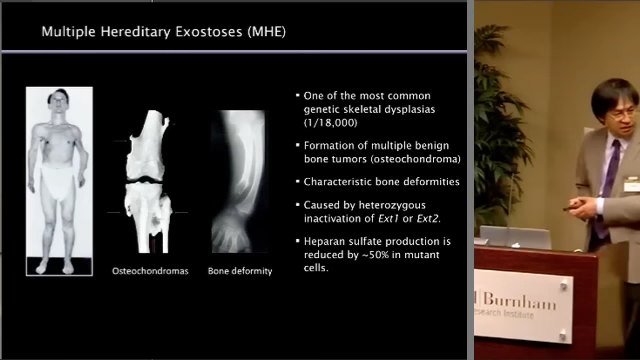 Multiple Hereditary Exostoses (MHE)
▪ One of the most common
genetic skeletal dysplasias
(1/18,000)
▪ Formation of multiple benign
bone tumors (osteochondroma)
▪ Characteristic bone deformities
▪ Caused by heterozygous
inactivation of Ext1 or Ext2.
▪ Heparan sulfate production is
reduced by ~50% in mutant
cells.
Osteochondromas
Bone deformity
Burnham
search Institute